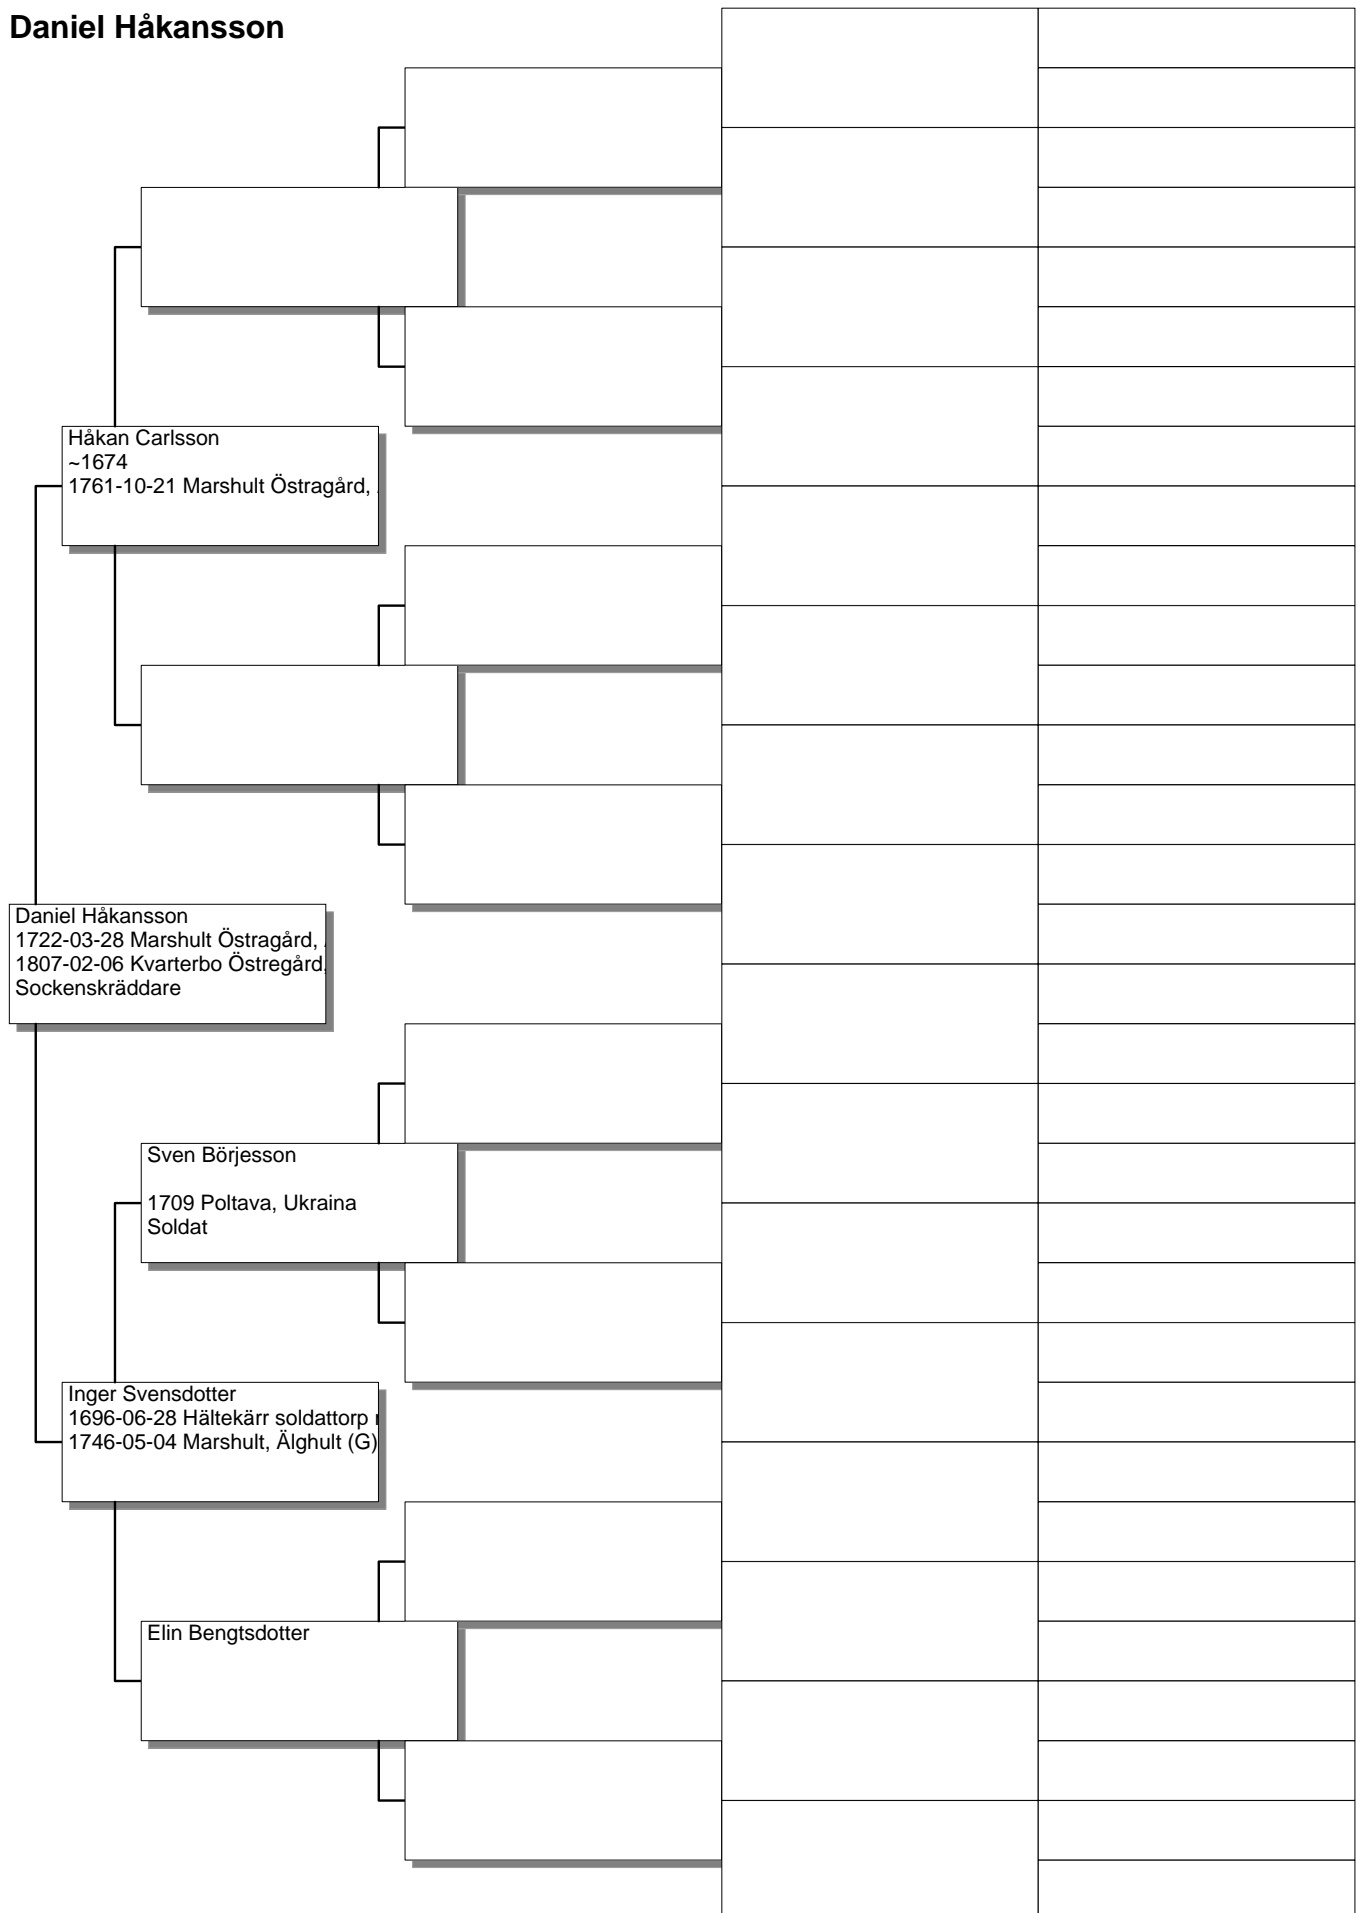 Daniel Håkansson
Håkan Carlsson
~1674
1761-10-21 Marshult Östragård,
Daniel Håkansson
1722-03-28 Marshult Östragård,
1807-02-06 Kvarterbo Östregård,
Sockenskräddare
Sven Börjesson
1709 Poltava, Ukraina
Soldat
Inger Svensdotter
1696-06-28 Hältekärr soldattorp
1746-05-04 Marshult, Älghult (G)
Elin Bengtsdotter